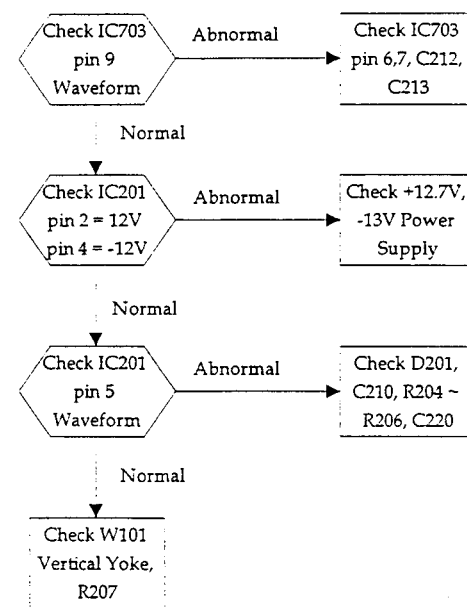 Check IC703
pin 9
Waveform
Abnormal
Check IC703
pin 6,7, C212,
C213
Normal
Check IC201
pin 2 = 12V
pin 4 = -12V
Abnormal
Check +12.7V,
-13V Power
Supply
Normal
Check IC201
pin 5
Waveform
Abnormal
Check D201,
C210, R204 ~
R206, C220
Normal
Check W101
Vertical Yoke,
R207